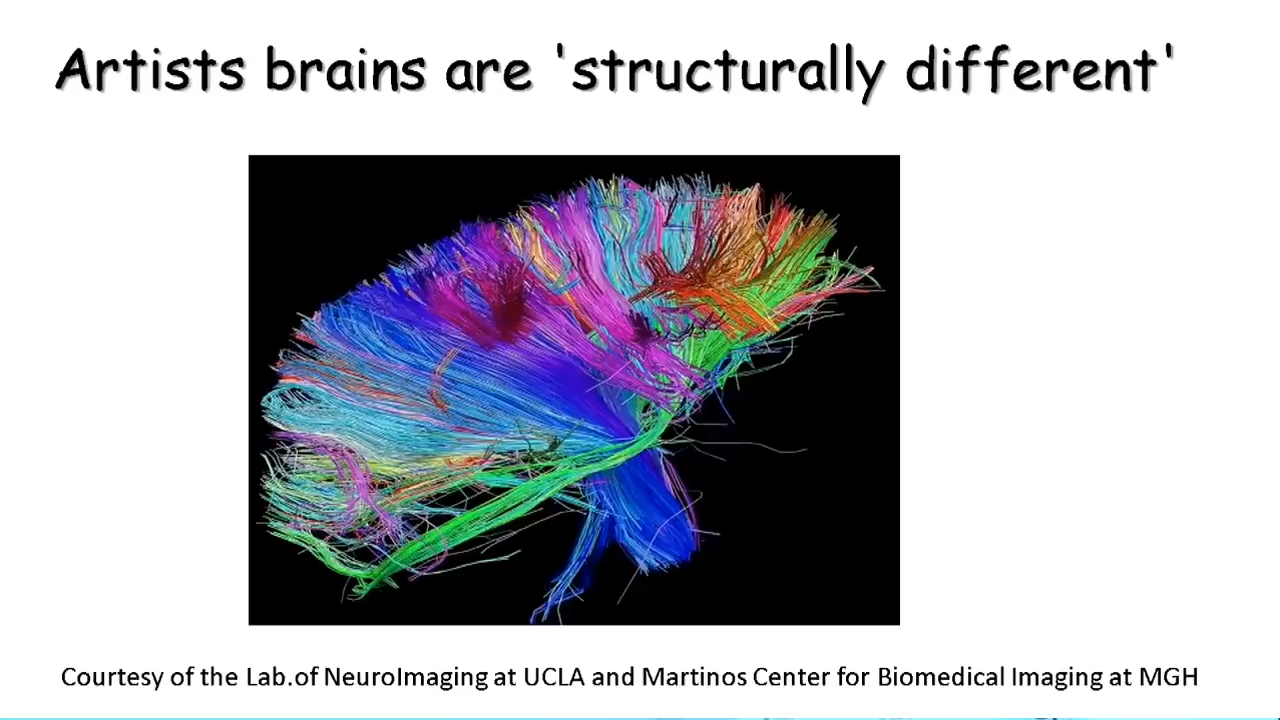 Artists brains are 'structurally different'
Courtesy of the Lab.of NeuroImaging at UCLA and Martinos Center for Biomedical Imaging at MGH